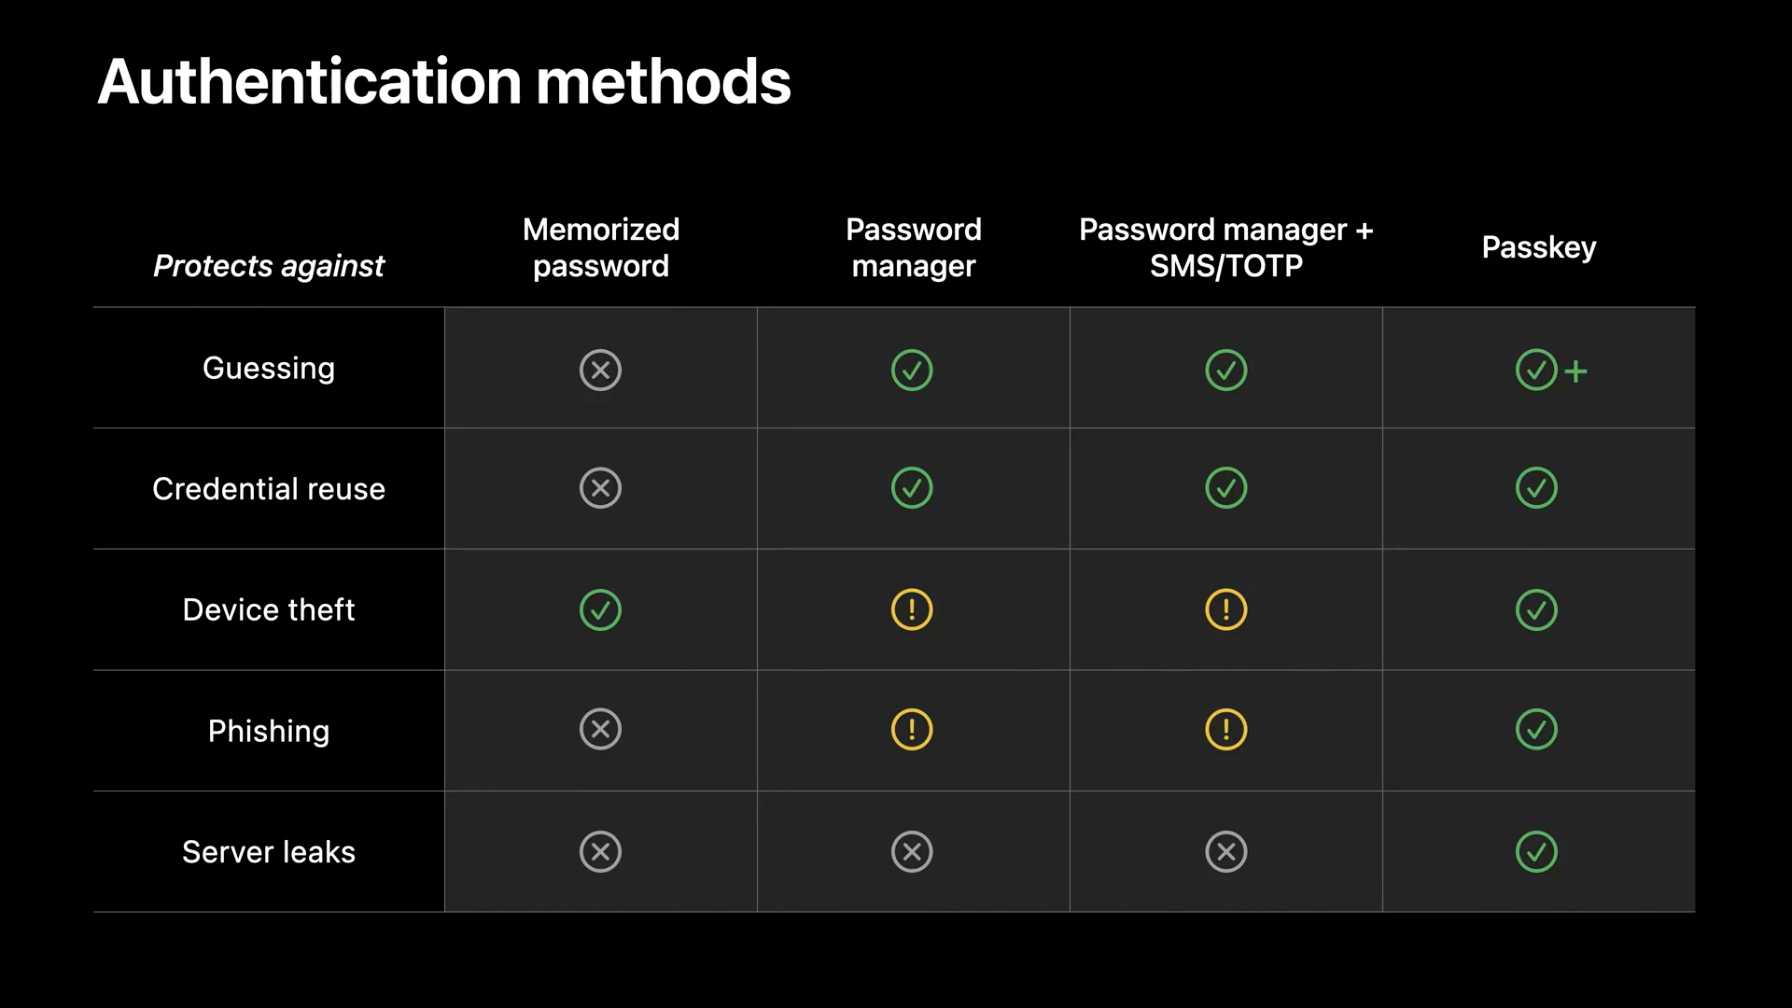 Authentication methods
Protects against
Memorized
password
Password
manager
Password manager +
SMS/TOTP
Passkey
Guessing
+
Credential reuse
Device theft
! !
Phishing
! !
Server leaks